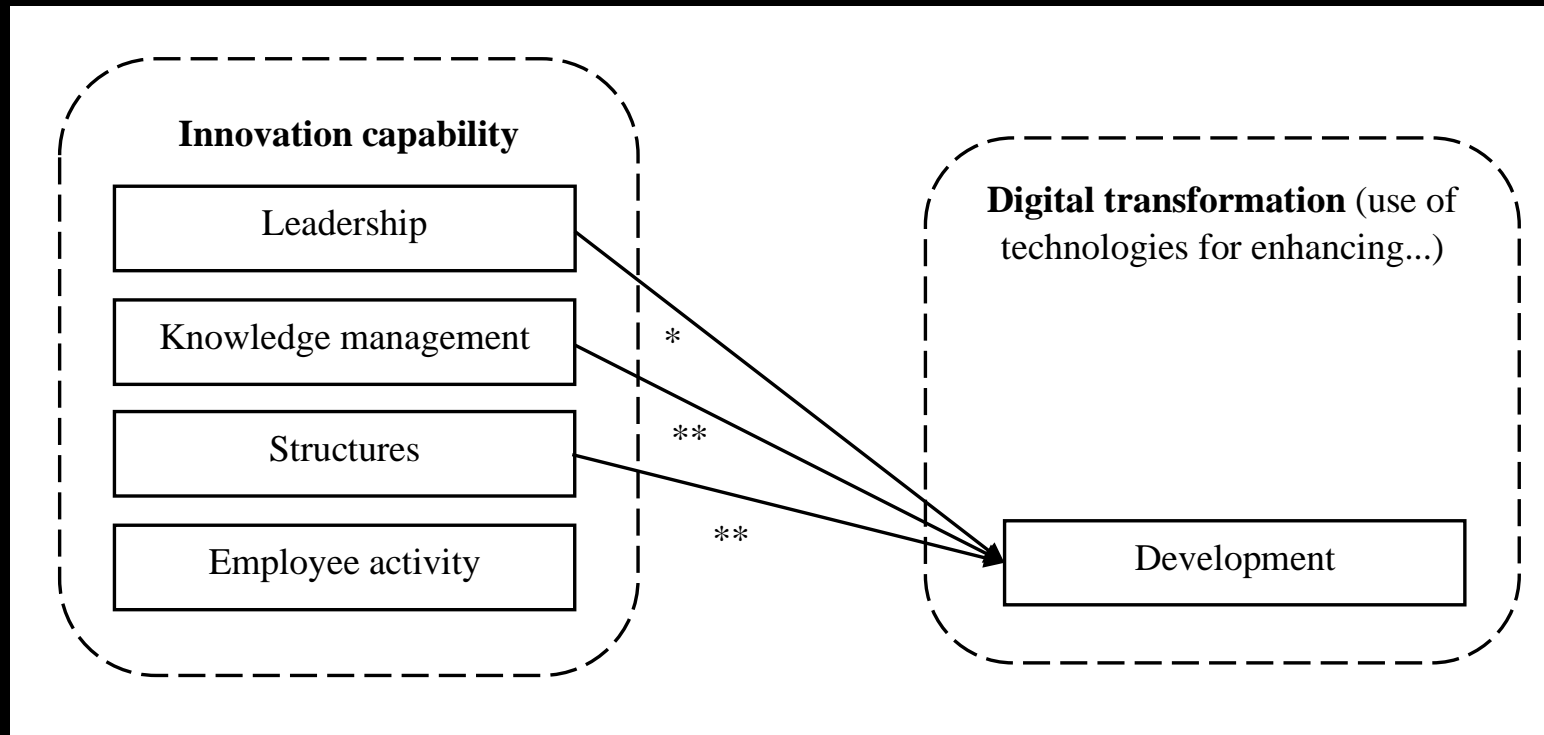 Innovation capability
Leadership
Knowledge management
Structures
Employee activity
*
**
**
Digital transformation (use of
technologies for enhancing...)
Development